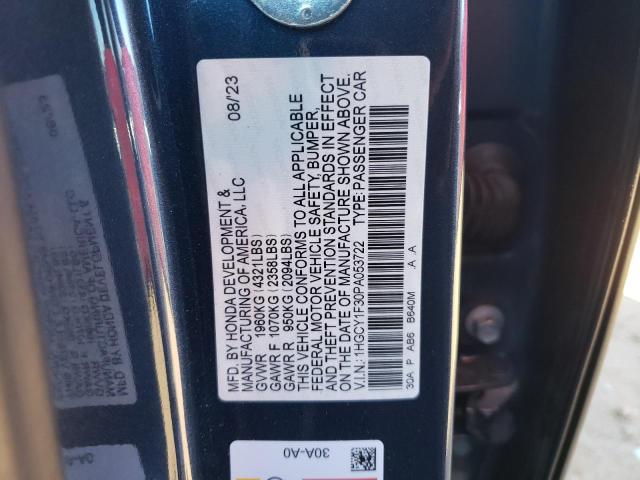 MFD. BY HONDA DEVELOPMENT & 08/'23
MANUFACTURING OF AMERICA, LLC
GVWR 1960KG (4321LBS)
GAWR F 1070KG (2358LBS)
GAWR R 950KG (2094LBS)
THIS VEHICLE CONFORMS TO ALL APPLICABLE
FEDERAL MOTOR VEHICLE SAFETY, BUMPER,
AND THEFT PREVENTION STANDARDS IN EFFECT
ON THE DATE OF MANUFACTURE SHOWN ABOVE.
V.I.N.: 1HGCY1F30PA053722 TYPE: PASSENGER CAR
30A P AB6 B640M A A
30A-A0